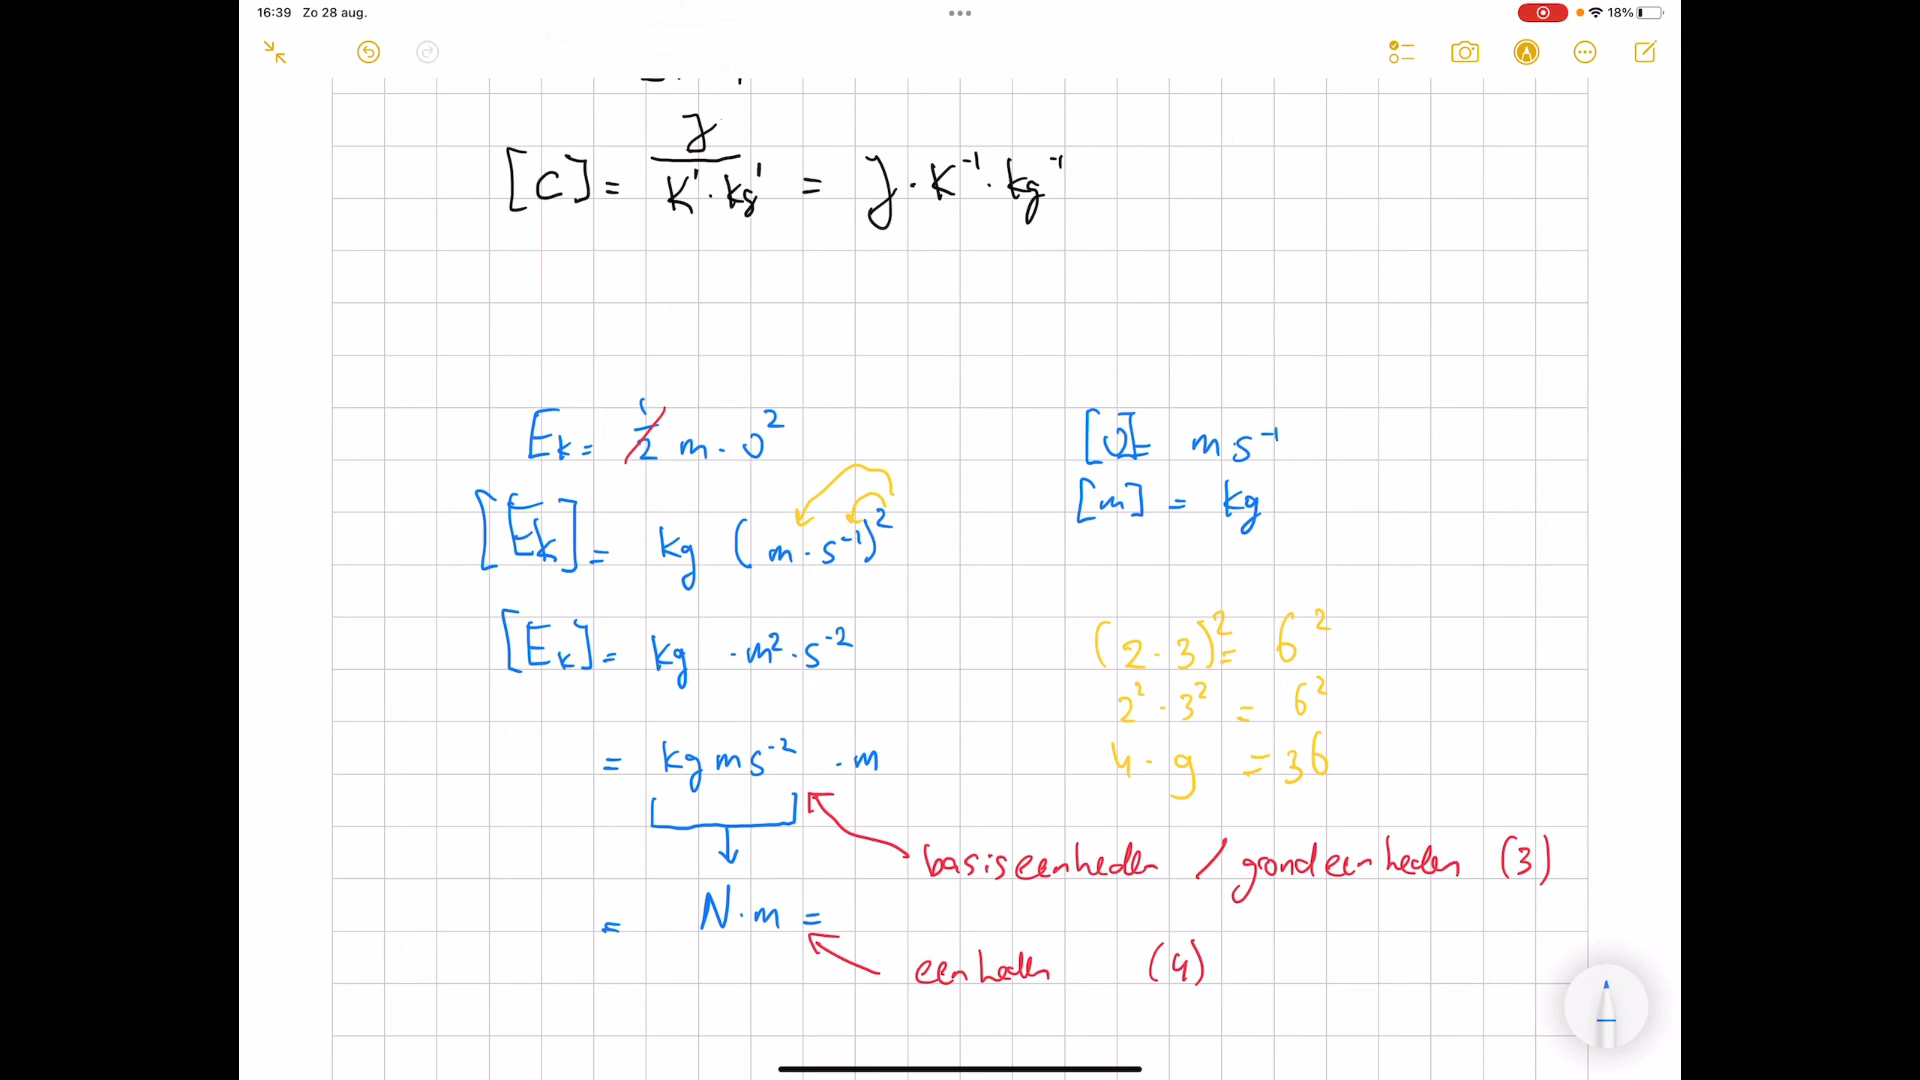 16:39 Zo 28 aug.
18%
[C] = J / K¹ · kg¹ = J · K⁻¹ · kg⁻¹
Ek = ½ m · v²
[v] = m s⁻¹
[Ek] = kg (m · s⁻¹)²
[m] = kg
[Ek] = kg · m² · s⁻²
(2 · 3)² = 6²
2² · 3² = 6²
= kg m s⁻² · m
4 · 9 = 36
basiseenheden / grondeenheden (3)
= N · m =
eenheden (4)